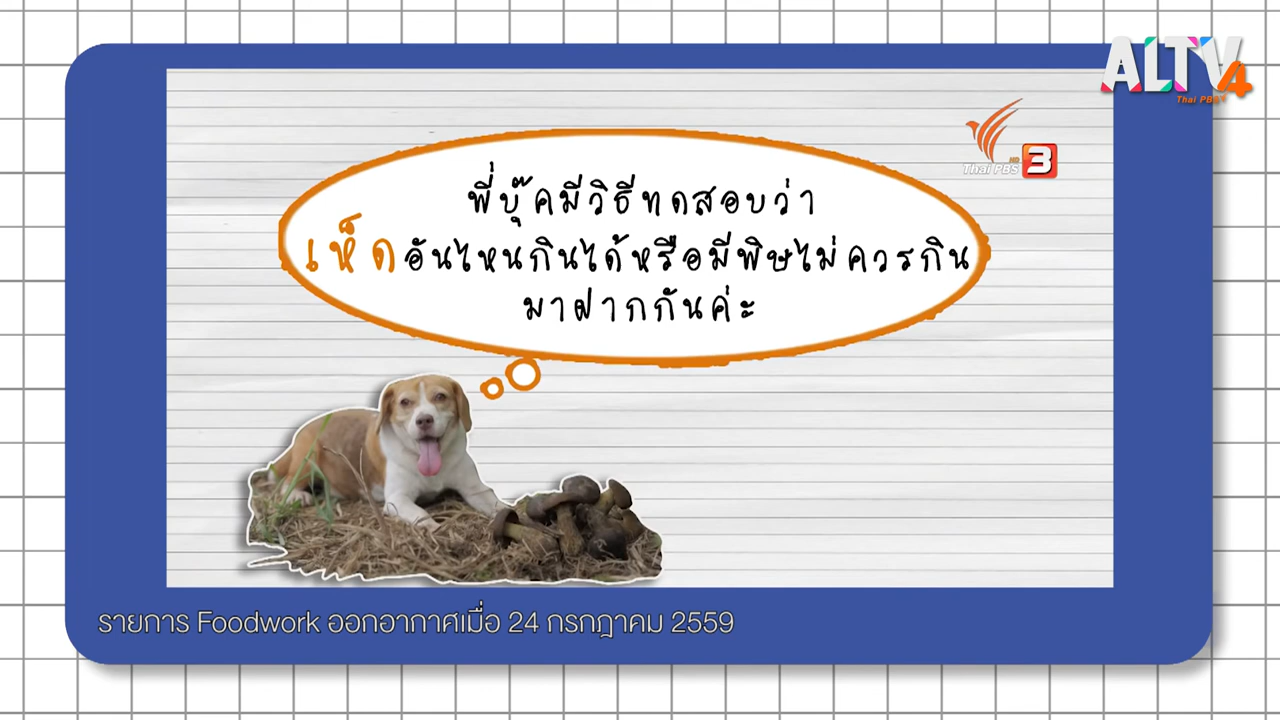 ALTV4
Thai PBS
Thai PBS HD 3
พี่บุ๊คมีวิธีทดสอบว่า
เห็ดอันไหนกินได้หรือมีพิษไม่ควรกิน
มาฝากกันค่ะ
รายการ Foodwork ออกอากาศเมื่อ 24 กรกฎาคม 2559